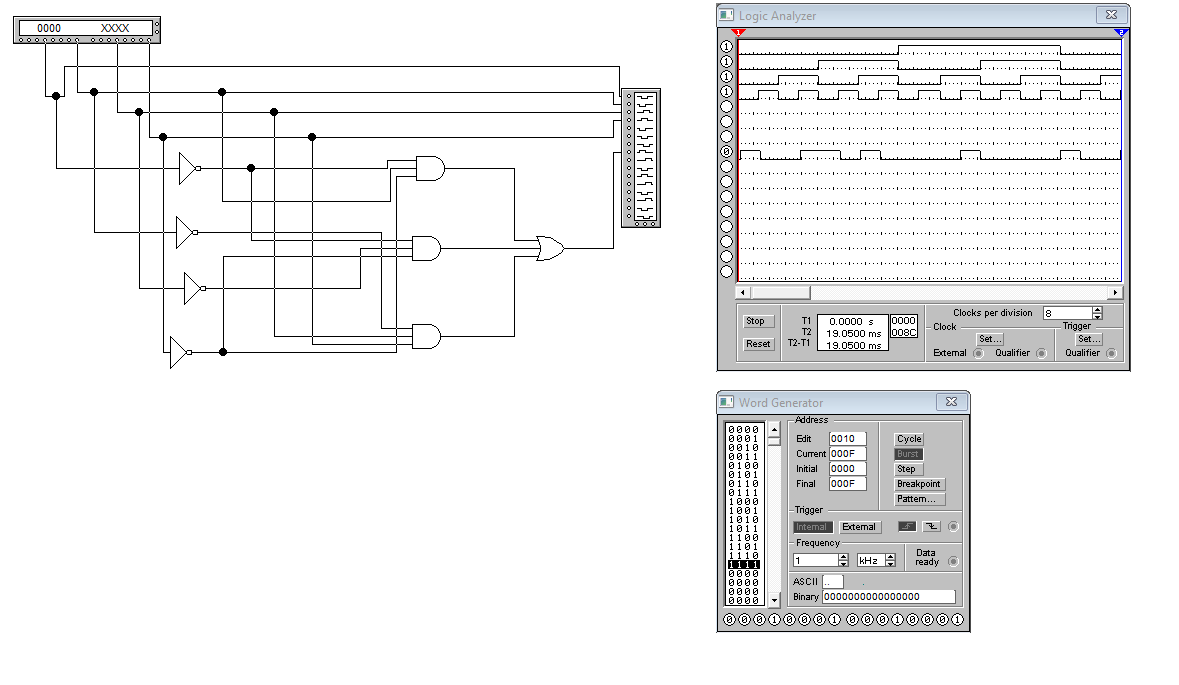 0000 XXXX
Logic Analyzer
1
2
1
1
1
1
0
Stop
Reset
T1 0.0000 s 0000
T2 19.0500 ms 008C
T2-T1 19.0500 ms
Clocks per division 8
Clock
Set...
External Qualifier
Trigger
Set...
Qualifier
Word Generator
0000
0001
0010
0011
0100
0101
0110
0111
1000
1001
1010
1011
1100
1101
1110
1111
0000
0000
0000
0000
Address
Edit 0010
Current 000F
Initial 0000
Final 000F
Cycle
Burst
Step
Breakpoint
Pattern...
Trigger
Internal External
Frequency
1 kHz
Data
ready
ASCII .. .
Binary 0000000000000000
0 0 0 1 0 0 0 1 0 0 0 1 0 0 0 1